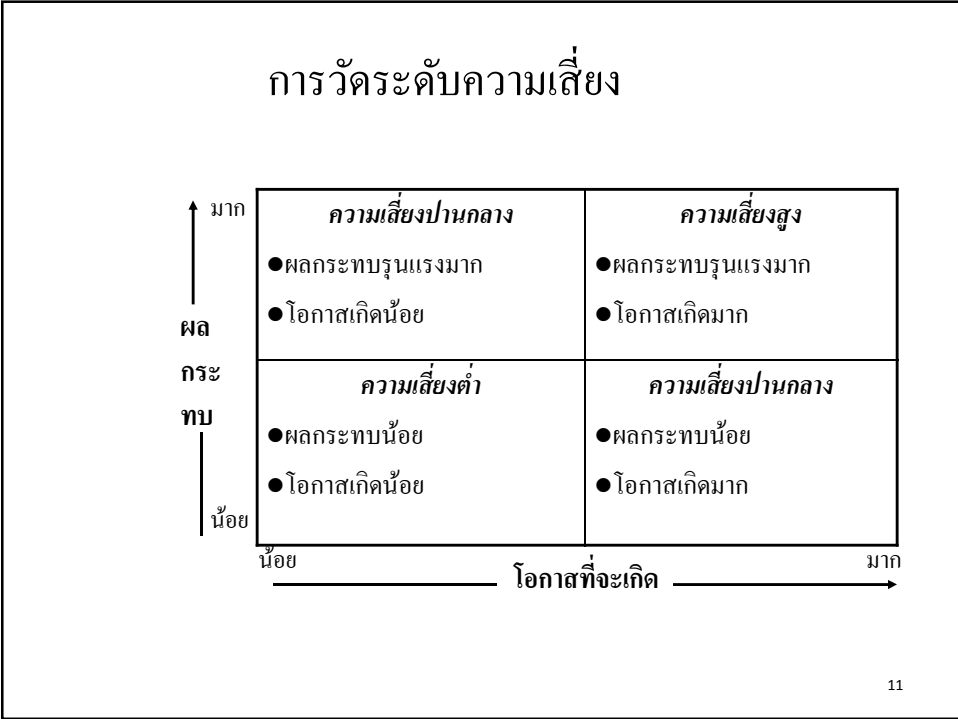 การวัดระดับความเสี่ยง
มาก
ความเสี่ยงปานกลาง
●ผลกระทบรุนแรงมาก
●โอกาสเกิดน้อย
ความเสี่ยงสูง
●ผลกระทบรุนแรงมาก
●โอกาสเกิดมาก
ผล
กระ
ทบ
ความเสี่ยงต่ำ
●ผลกระทบน้อย
●โอกาสเกิดน้อย
ความเสี่ยงปานกลาง
●ผลกระทบน้อย
●โอกาสเกิดมาก
น้อย
น้อย
โอกาสที่จะเกิด
มาก
11